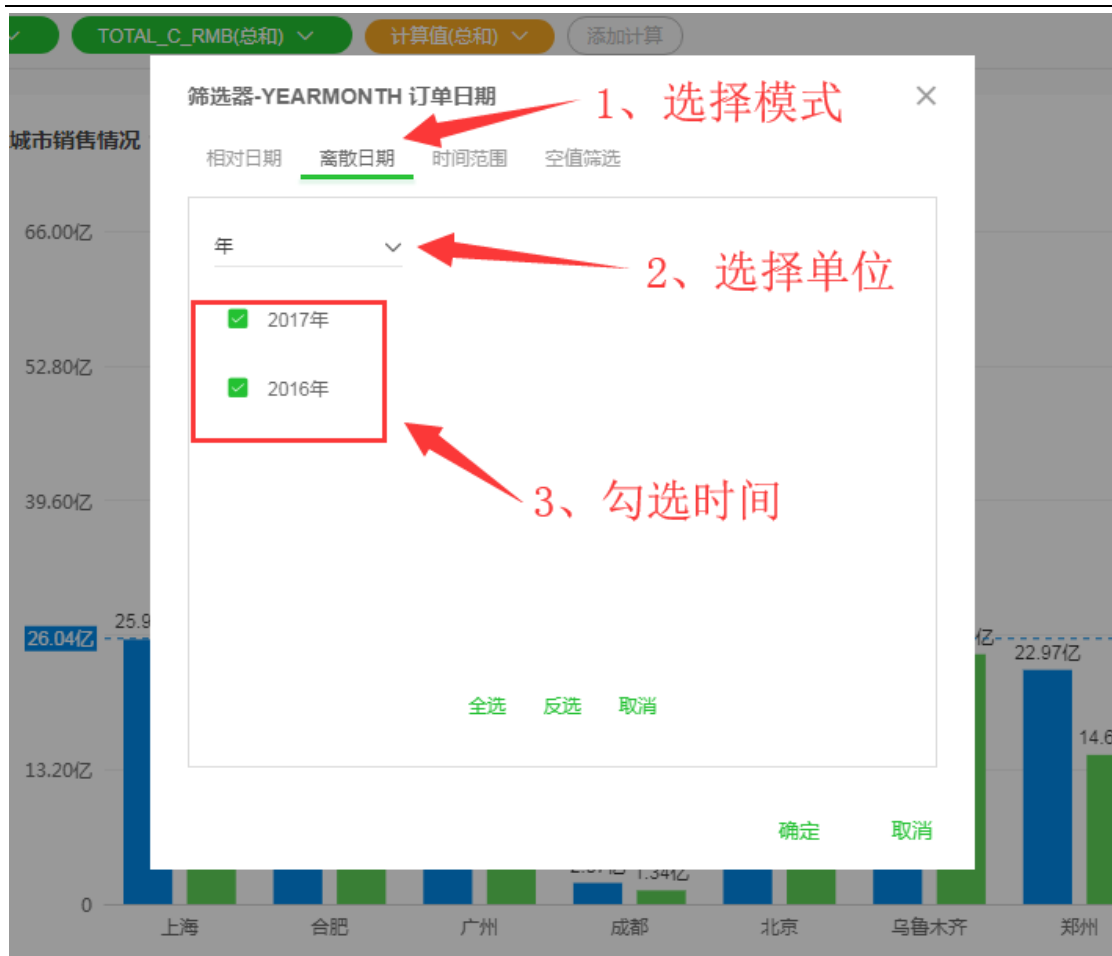 TOTAL_C_RMB(总和) 计算值(总和) 添加计算
筛选器-YEARMONTH 订单日期
1、选择模式
城市销售情况
相对日期 离散日期 时间范围 空值筛选
66.00亿
年
2、选择单位
2017年
52.80亿
2016年
39.60亿
3、勾选时间
25.9
26.04亿
亿
22.97亿
全选 反选 取消
14.6
13.20亿
确定 取消
1.34亿
0
上海 合肥 广州 成都 北京 乌鲁木齐 郑州